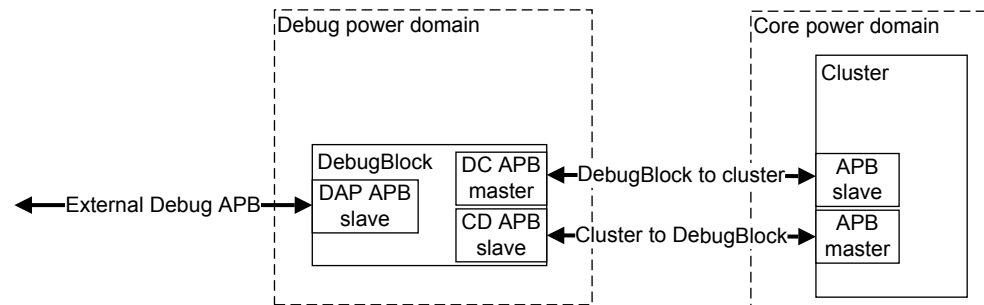 Debug power domain
Core power domain
Cluster
DebugBlock
DAP APB
slave
DC APB
master
CD APB
slave
External Debug APB
DebugBlock to cluster
Cluster to DebugBlock
APB
slave
APB
master